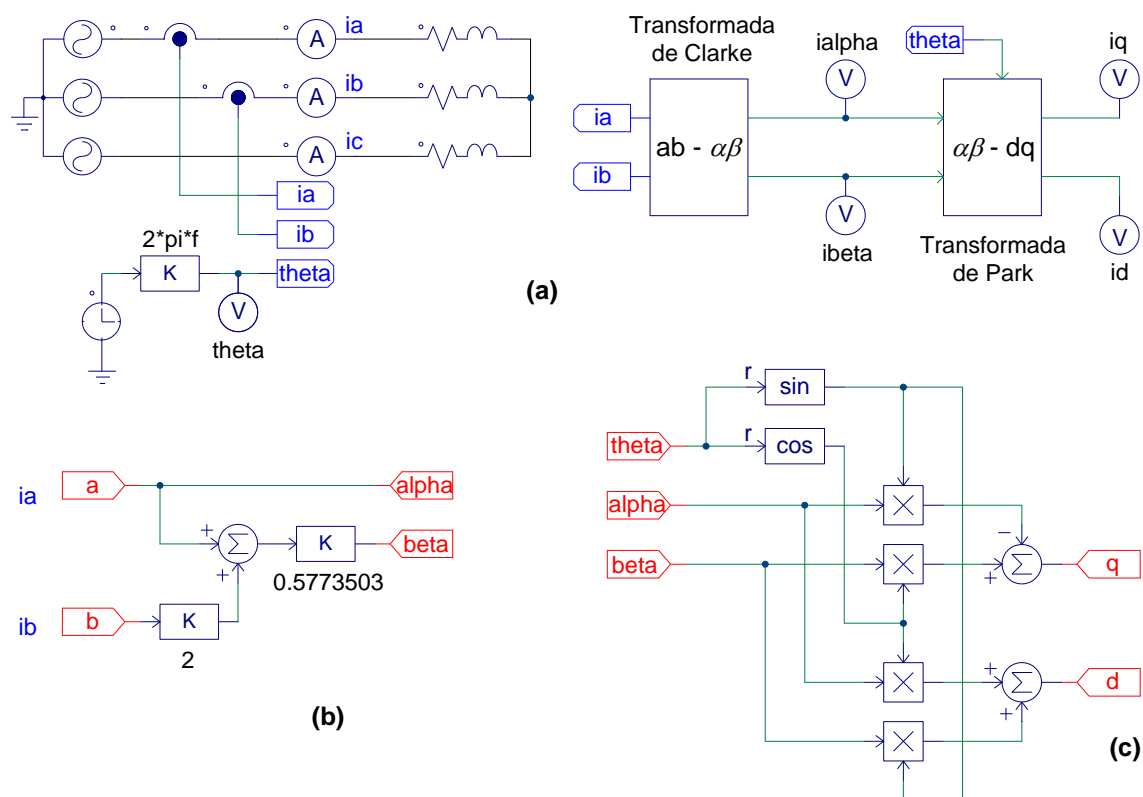 A
ia
A
ib
A
ic
ia
ib
2*pi*f
K
theta
V
theta
(a)
Transformada
de Clarke
ialpha
theta
iq
V
V
ia
ib
ab - αβ
αβ - dq
V
V
ibeta
Transformada
de Park
id
ia
a
alpha
+
Σ
+
K
beta
0.5773503
ib
b
K
2
(b)
r
sin
theta
r
cos
alpha
×
−
beta
×
+
Σ
q
×
+
Σ
d
+
×
(c)